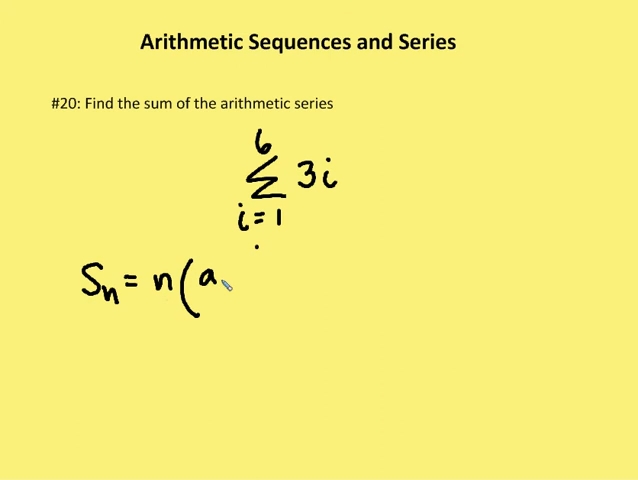 Arithmetic Sequences and Series
#20: Find the sum of the arithmetic series
6
Σ 3i
i = 1
Sn = n(a